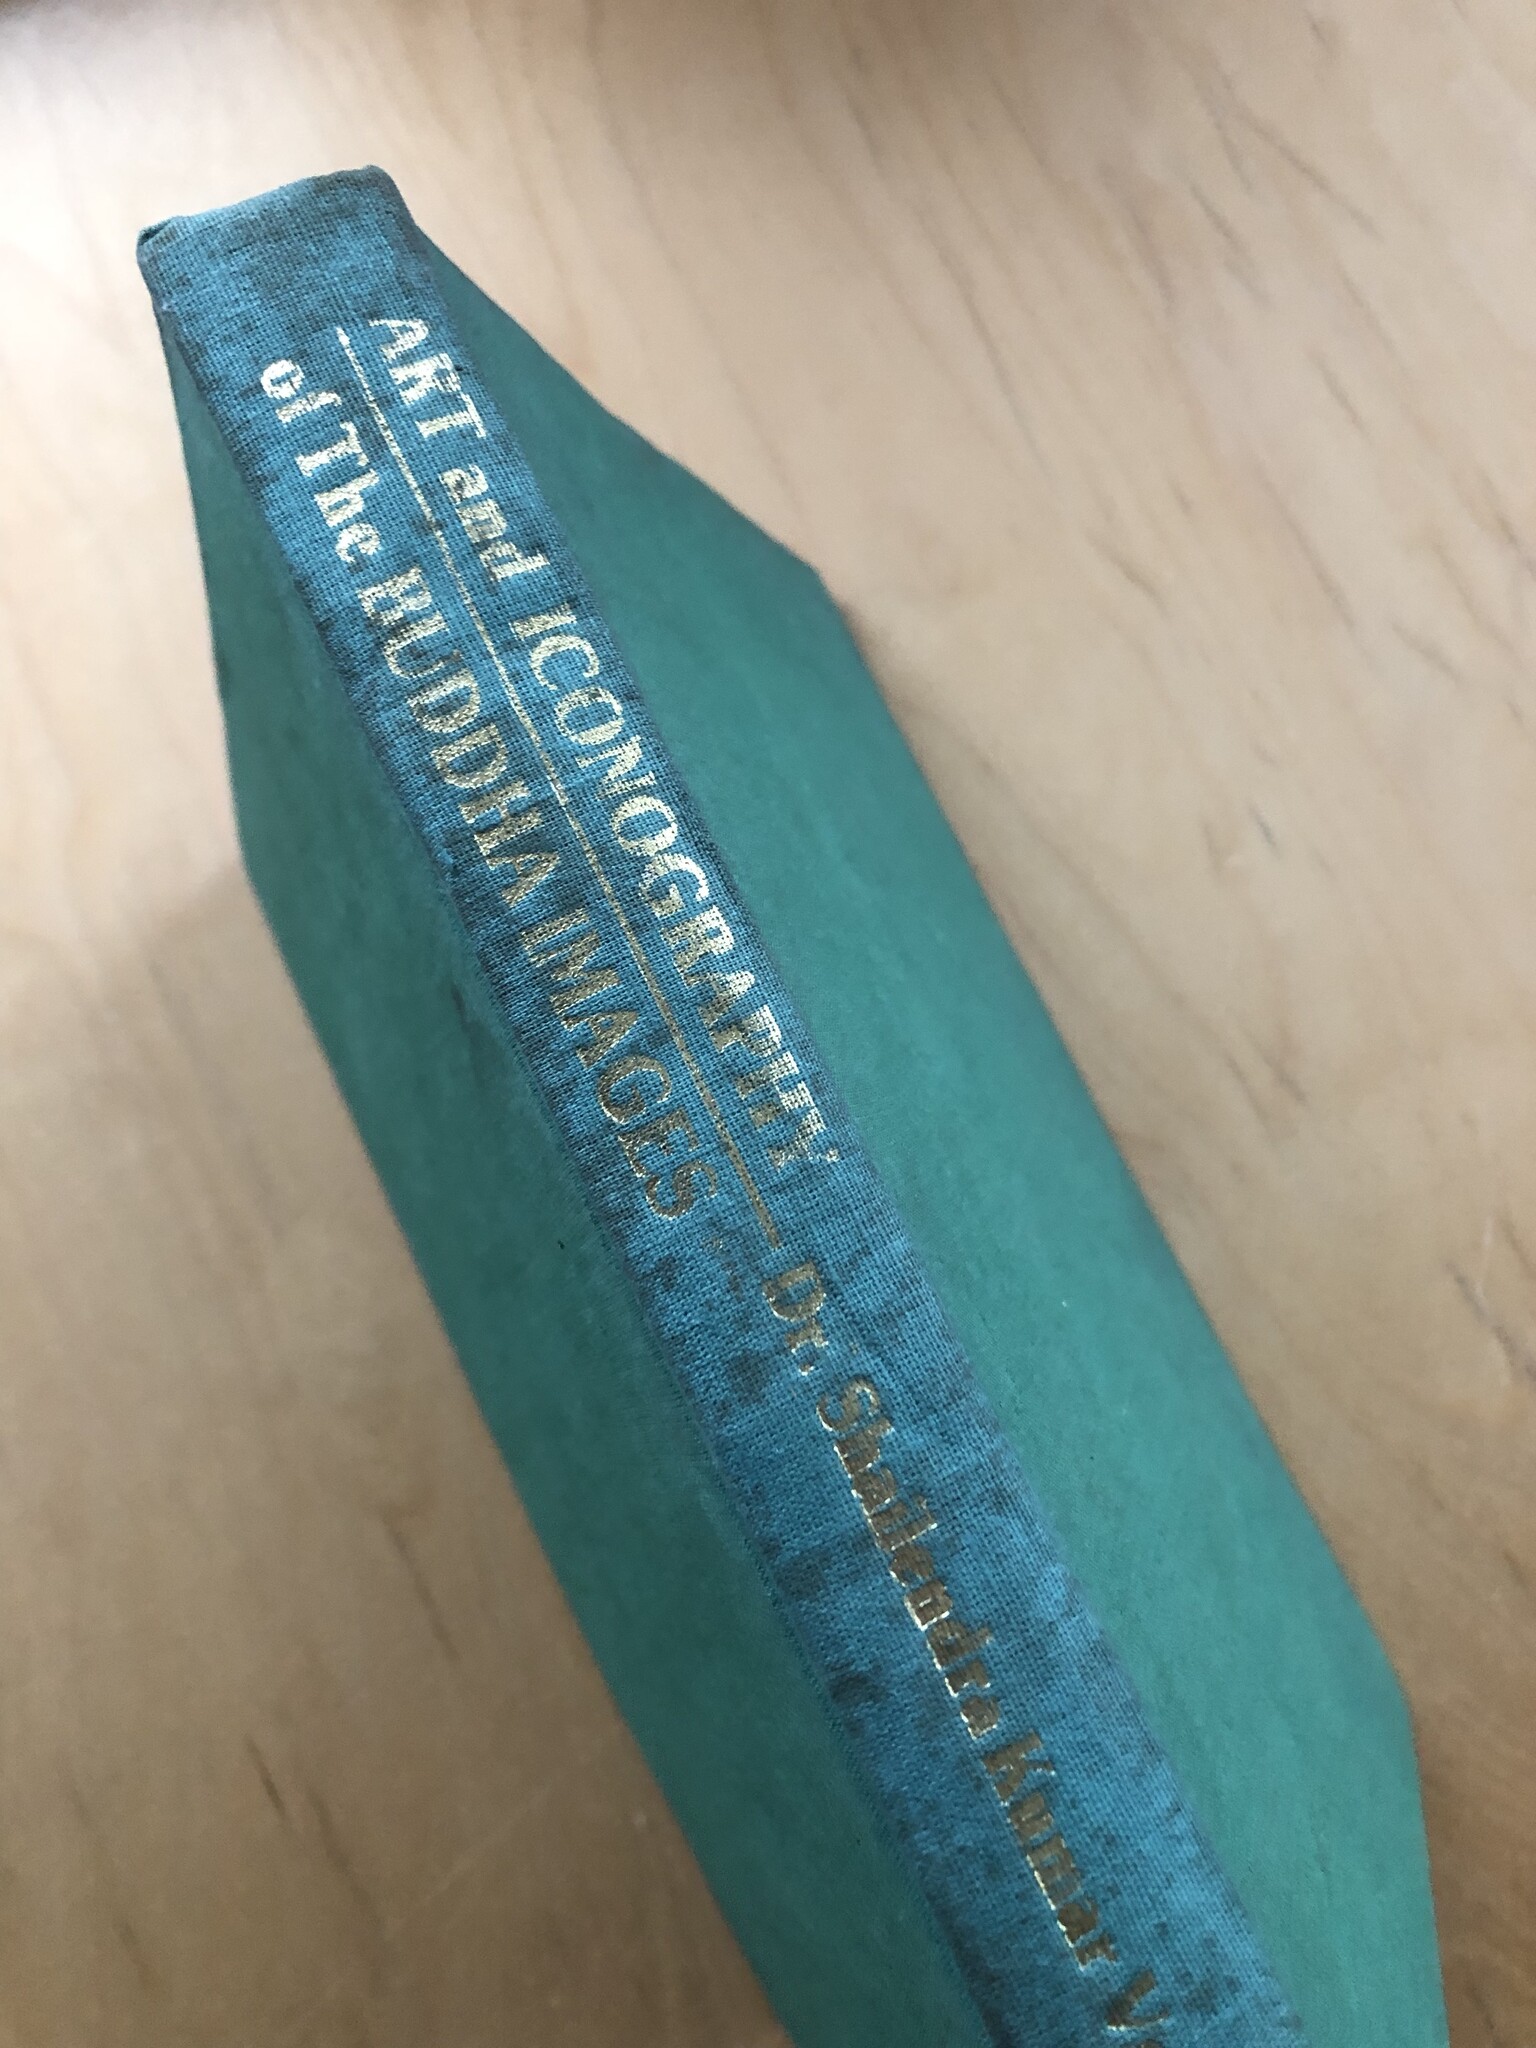 ART and ICONOGRAPHY
of The BUDDHA IMAGES
Dr. Shailendra Kumar